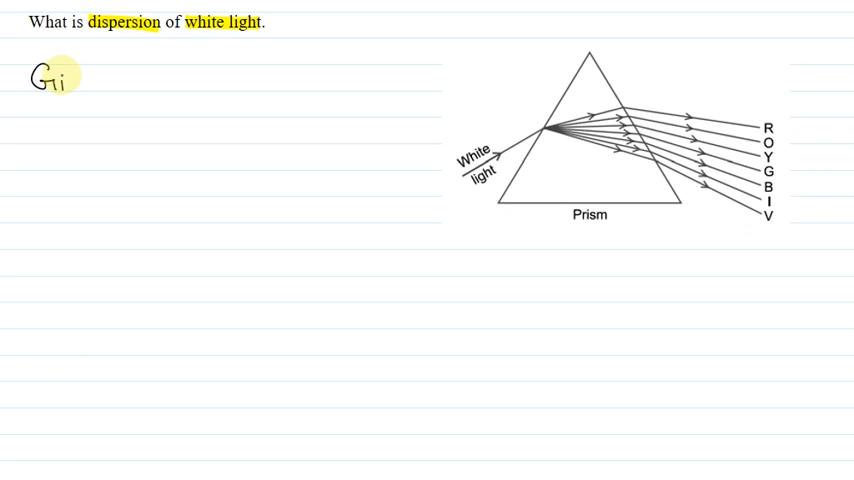 What is dispersion of white light.
Gi
White
light
Prism
R
O
Y
G
B
I
V